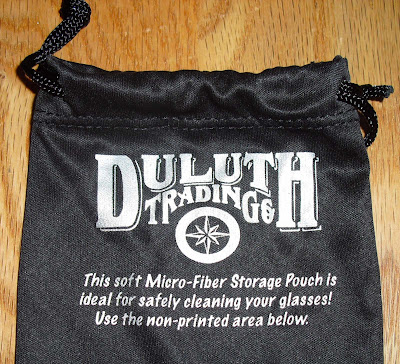 DULUTH
TRADING Co
This soft Micro-Fiber Storage Pouch is
ideal for safely cleaning your glasses!
Use the non-printed area below.